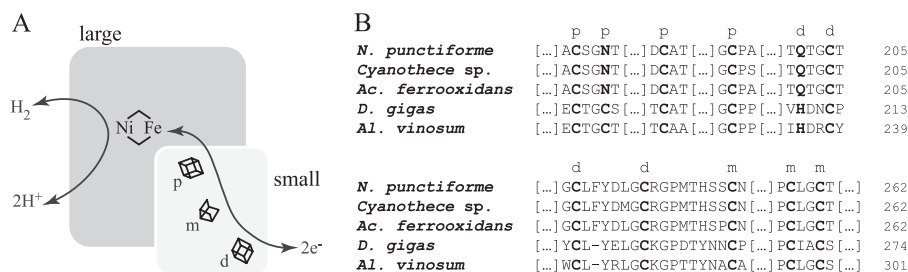 A
large
H2
Ni Fe
2H+
p
m
d
small
2e-
B
p p p p d d
N. punctiforme […]ACSGNT[…]DCAT[…]GCPA[…]TQTGCT 205
Cyanothece sp. […]ACSGNT[…]DCAT[…]GCPS[…]TQTGCT 205
Ac. ferrooxidans […]ACSGNT[…]DCAT[…]GCPA[…]TQTGCT 205
D. gigas […]ECTGCS[…]TCAT[…]GCPP[…]VHDNCP 213
Al. vinosum […]ECTGCT[…]TCAA[…]GCPP[…]IHDRCY 239
d d m m m
N. punctiforme […]GCLFYDLGCRGPMTHSSCN[…]PCLGCT[…] 262
Cyanothece sp. […]GCLFYDMGCRGPMTHSSCN[…]PCLGCT[…] 262
Ac. ferrooxidans […]GCLFYDLGCRGPMTHSSCN[…]PCLGCT[…] 262
D. gigas […]YCL-YELGCKGPDTYNNCP[…]PCIACS[…] 274
Al. vinosum […]WCL-YRLGCKGPTTYNACA[…]PCLGCS[…] 301